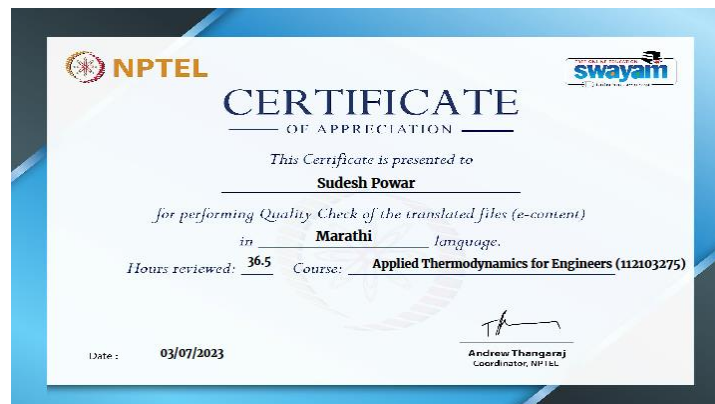 NPTEL
swayam
CERTIFICATE
OF APPRECIATION
This Certificate is presented to
Sudesh Powar
for performing Quality Check of the translated files (e-content)
in Marathi language.
Hours reviewed: 36.5 Course: Applied Thermodynamics for Engineers (112103275)
Date : 03/07/2023
Andrew Thangaraj
Coordinator, NPTEL